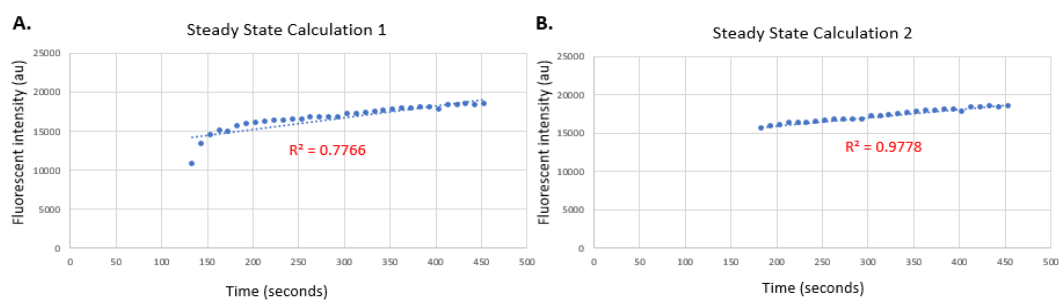 A.
Steady State Calculation 1
Fluorescent intensity (au)
25000
20000
15000
10000
5000
0
R² = 0.7766
0 50 100 150 200 250 300 350 400 450 500
Time (seconds)
B.
Steady State Calculation 2
Fluorescent intensity (au)
25000
20000
15000
10000
5000
0
R² = 0.9778
0 50 100 150 200 250 300 350 400 450 500
Time (seconds)